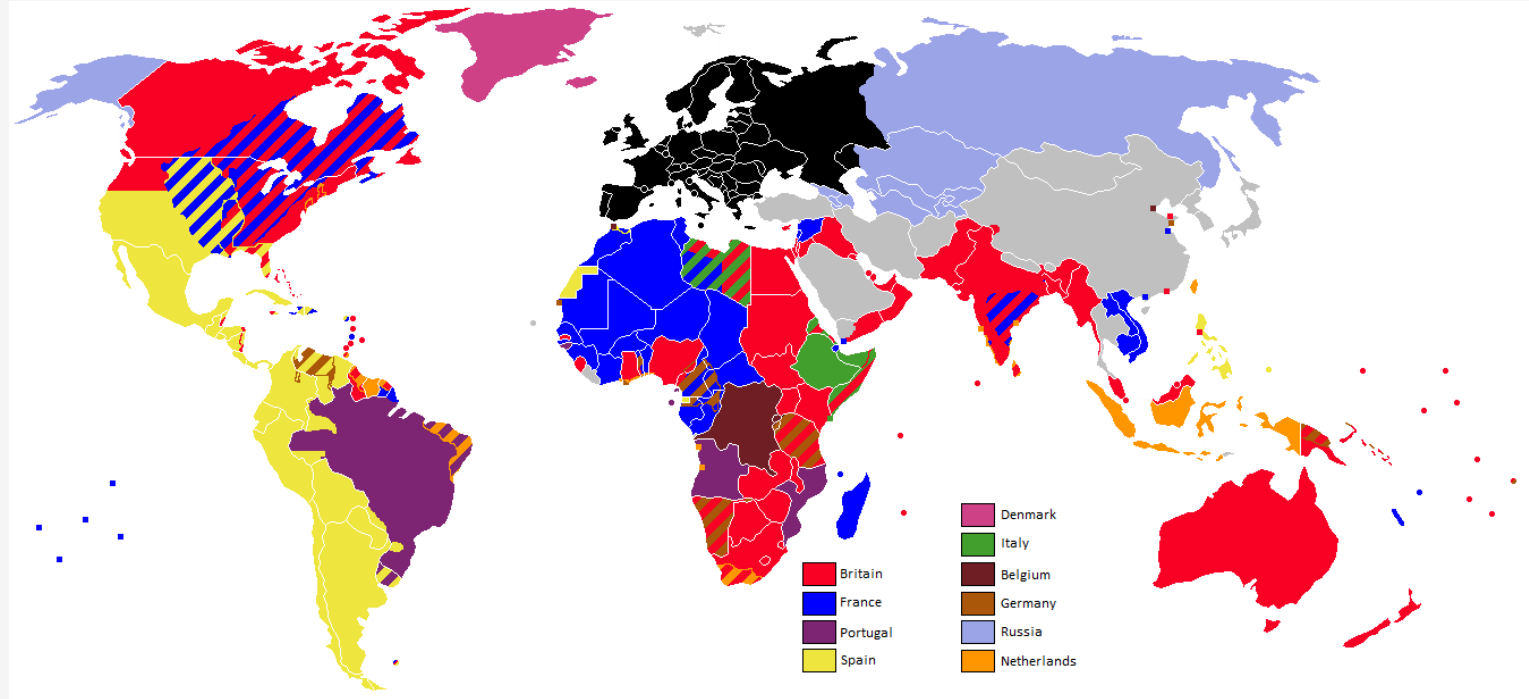 Denmark
Italy
Britain
Belgium
France
Germany
Portugal
Russia
Spain
Netherlands